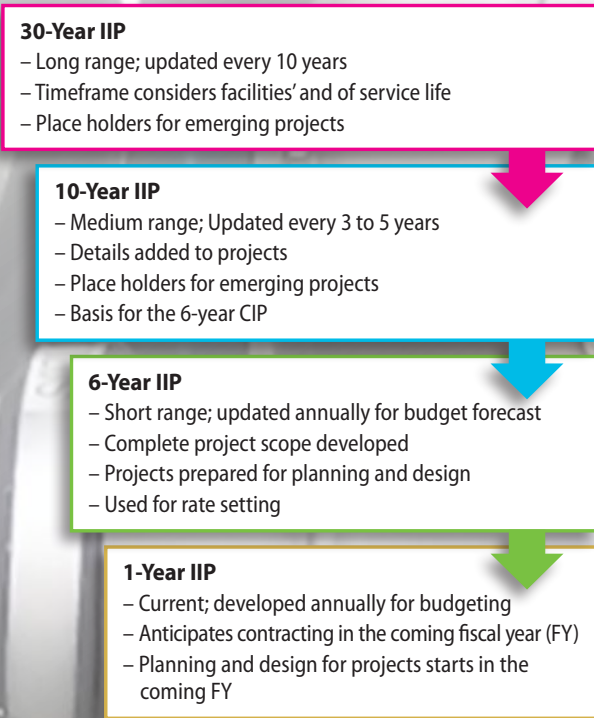 30-Year IIP
– Long range; updated every 10 years
– Timeframe considers facilities’ and of service life
– Place holders for emerging projects
10-Year IIP
– Medium range; Updated every 3 to 5 years
– Details added to projects
– Place holders for emerging projects
– Basis for the 6-year CIP
6-Year IIP
– Short range; updated annually for budget forecast
– Complete project scope developed
– Projects prepared for planning and design
– Used for rate setting
1-Year IIP
– Current; developed annually for budgeting
– Anticipates contracting in the coming fiscal year (FY)
– Planning and design for projects starts in the
coming FY